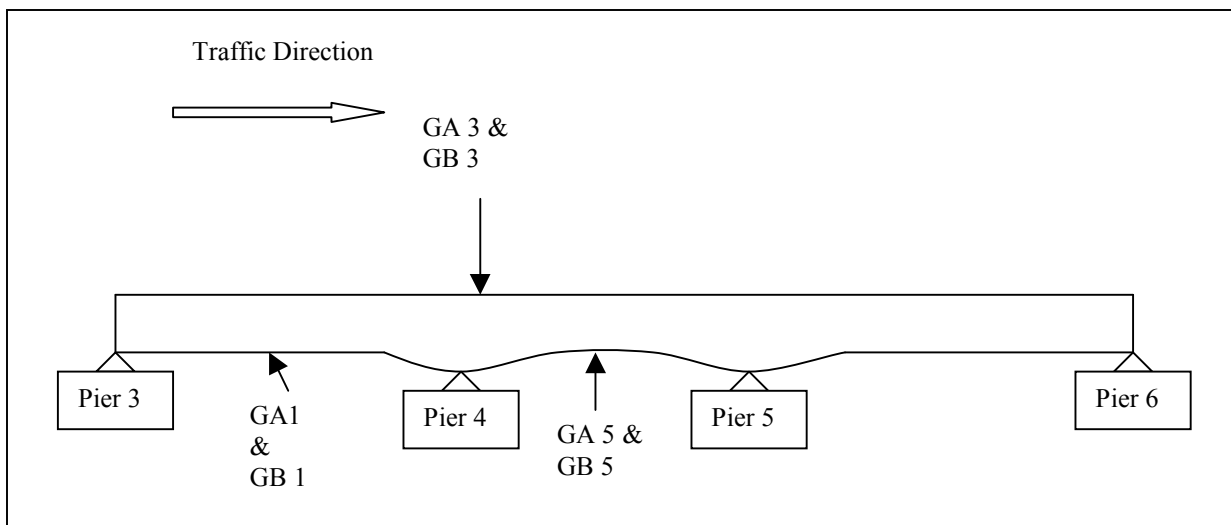 Traffic Direction
GA 3 &
GB 3
Pier 3
GA1
&
GB 1
Pier 4
GA 5 &
GB 5
Pier 5
Pier 6